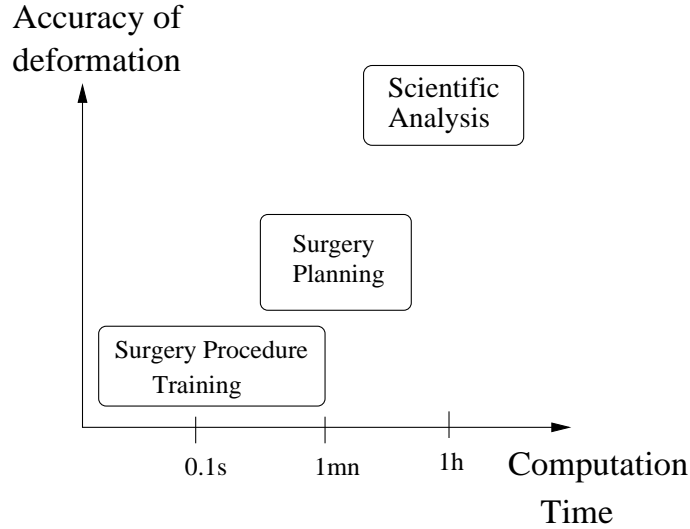 Accuracy of
deformation
Scientific
Analysis
Surgery
Planning
Surgery Procedure
Training
0.1s
1mn
1h
Computation
Time